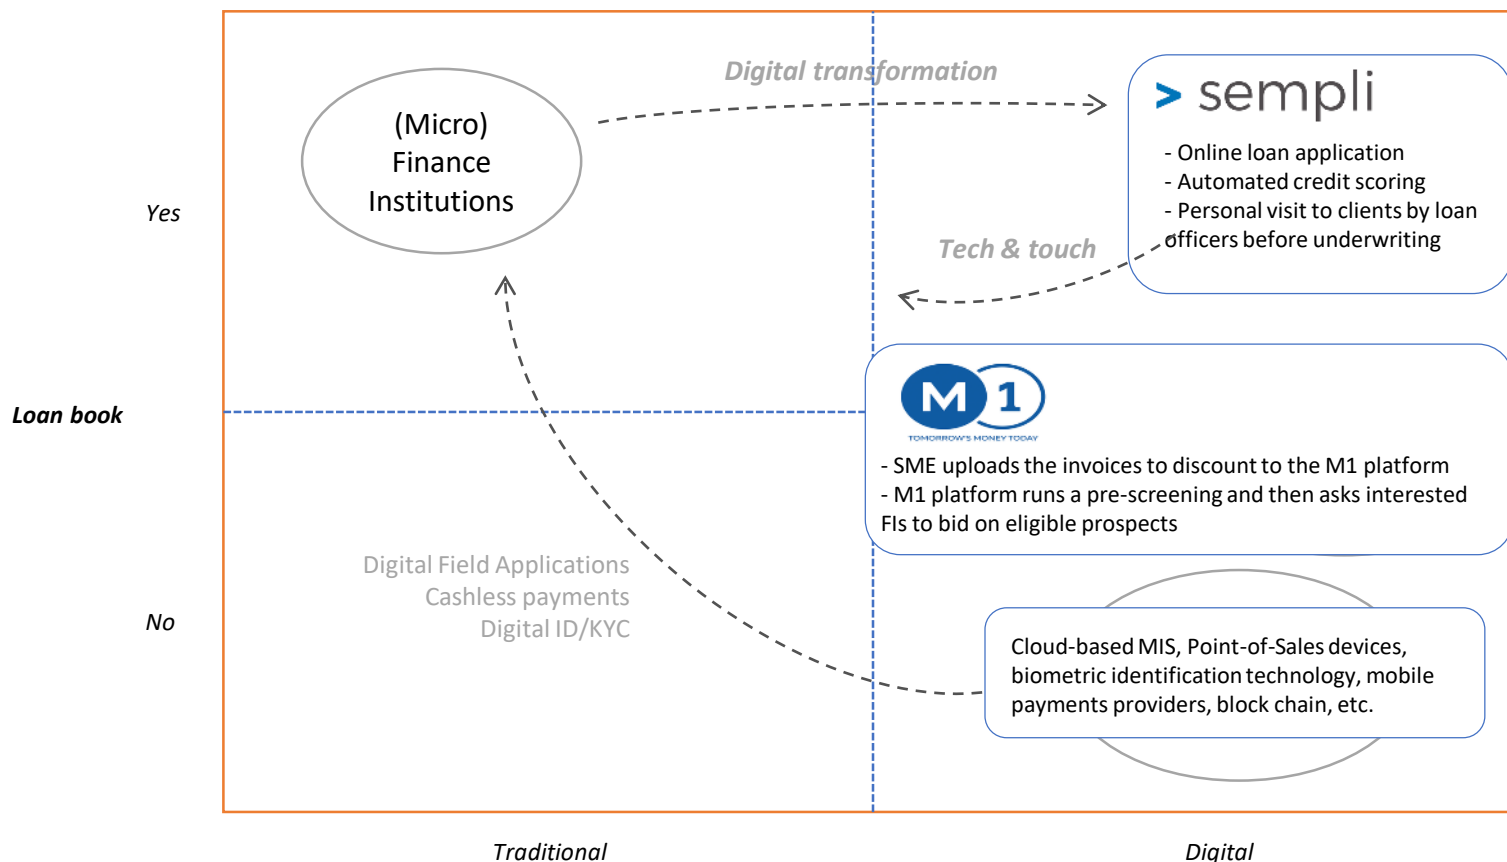 Digital transformation
> sempli
(Micro)
Finance
Institutions
- Online loan application
- Automated credit scoring
- Personal visit to clients by loan
officers before underwriting
Yes
Tech & touch
M 1
TOMORROW'S MONEY TODAY
Loan book
- SME uploads the invoices to discount to the M1 platform
- M1 platform runs a pre-screening and then asks interested
FIs to bid on eligible prospects
Digital Field Applications
Cashless payments
Digital ID/KYC
No
Cloud-based MIS, Point-of-Sales devices,
biometric identification technology, mobile
payments providers, block chain, etc.
Traditional
Digital